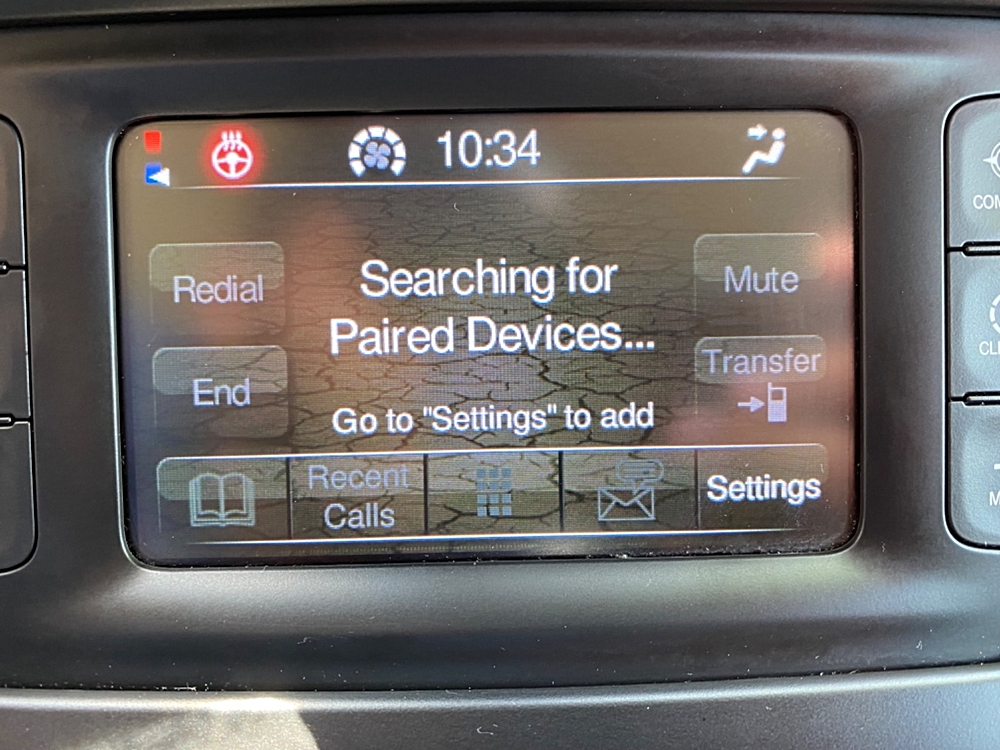 10:34
Redial
Searching for
Paired Devices...
Mute
End
Transfer
Go to "Settings" to add
Recent
Calls
Settings